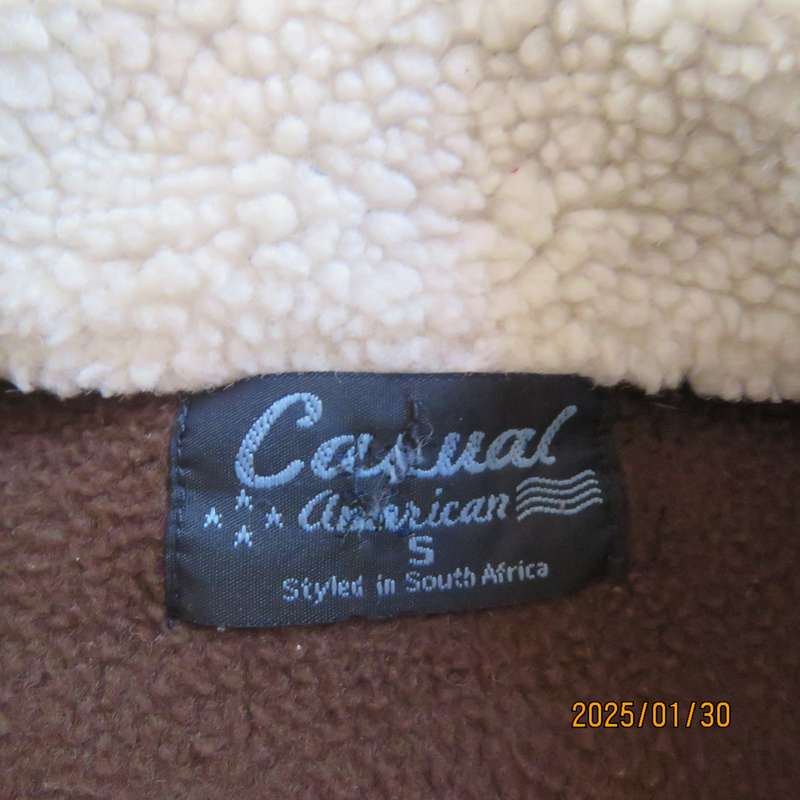 Casual
American
S
Styled in South Africa
2025/01/30